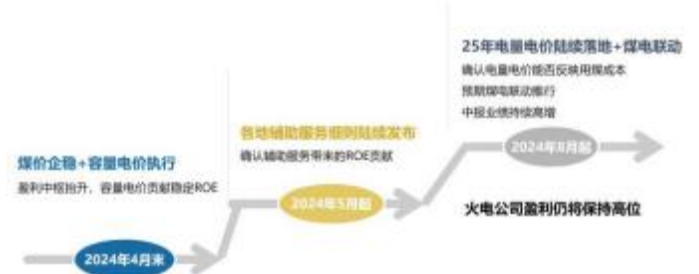 25年电量电价陆续落地+煤电联动
确认电量电价能否反映用煤成本
预期煤电联动推行
中报业绩持续高增
各地辅助服务细则陆续发布
确认辅助服务带来的ROE贡献
2024年8月起
煤价企稳+容量电价执行
盈利中枢抬升，容量电价贡献稳定ROE
2024年5月起
火电公司盈利仍将保持高位
2024年4月末